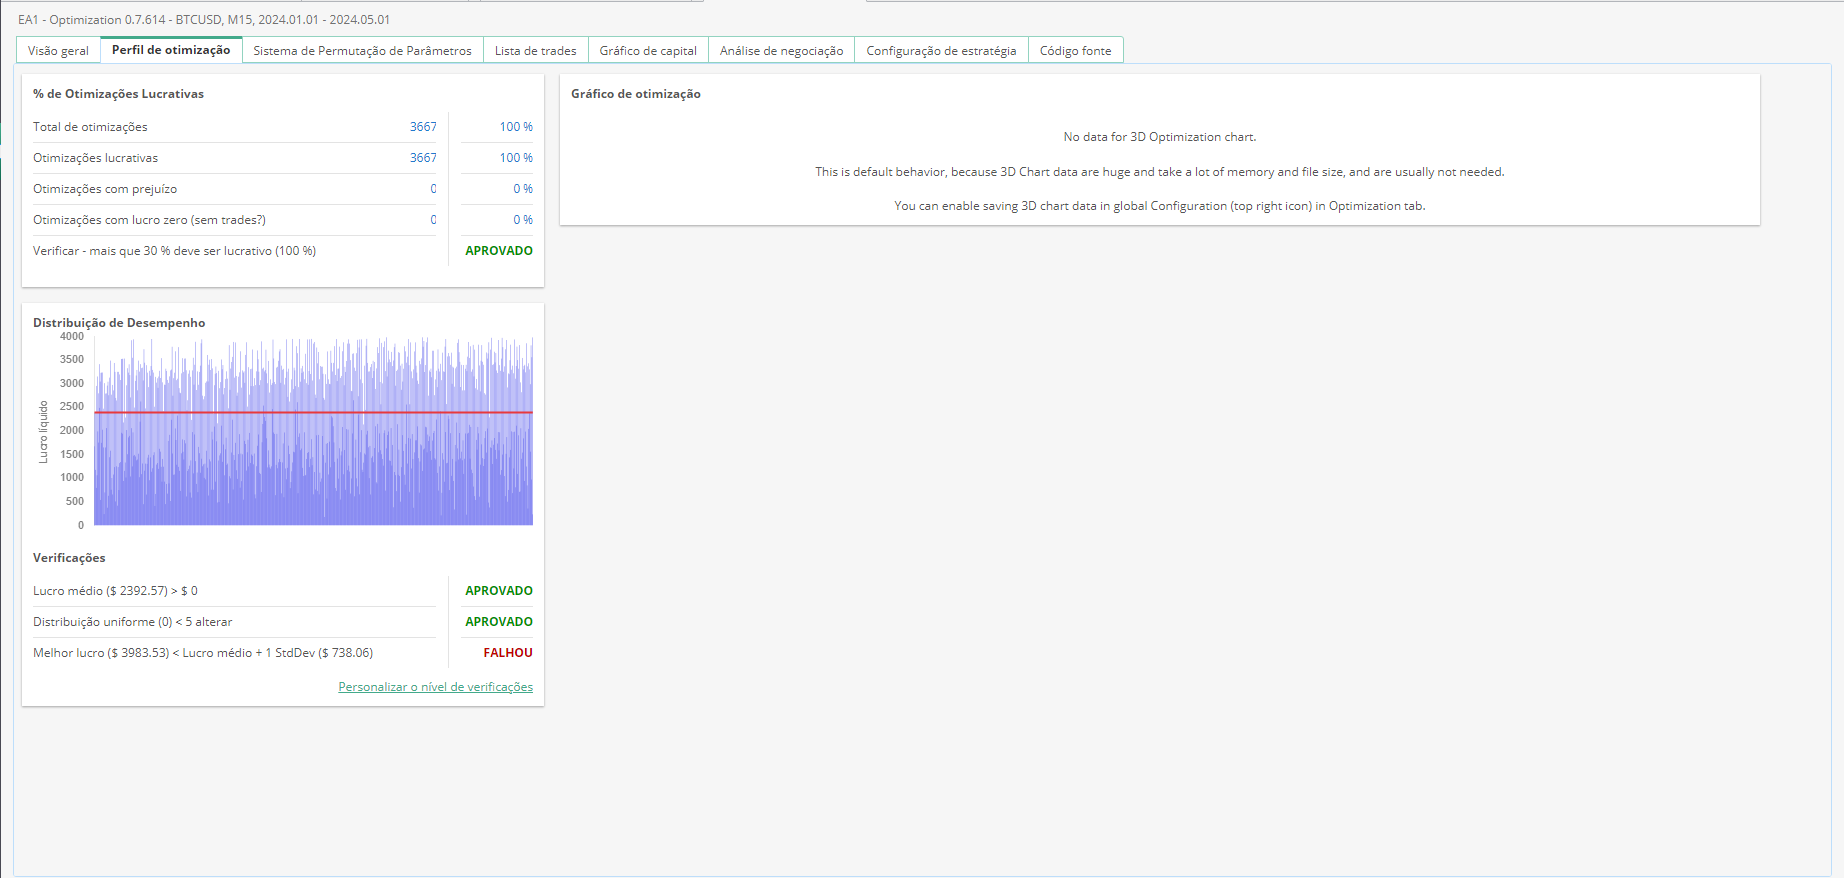 EA1 - Optimization 0.7.614 - BTCUSD, M15, 2024.01.01 - 2024.05.01
Visão geral
Perfil de otimização
Sistema de Permutação de Parâmetros
Lista de trades
Gráfico de capital
Análise de negociação
Configuração de estratégia
Código fonte
% de Otimizações Lucrativas
Total de otimizações 3667 100 %
Otimizações lucrativas 3667 100 %
Otimizações com prejuízo 0 0 %
Otimizações com lucro zero (sem trades?) 0 0 %
Verificar - mais que 30 % deve ser lucrativo (100 %) APROVADO
Gráfico de otimização
No data for 3D Optimization chart.
This is default behavior, because 3D Chart data are huge and take a lot of memory and file size, and are usually not needed.
You can enable saving 3D chart data in global Configuration (top right icon) in Optimization tab.
Distribuição de Desempenho
4000
3500
3000
2500
2000
1500
1000
500
0
Lucro líquido
Verificações
Lucro médio ($ 2392.57) > $ 0 APROVADO
Distribuição uniforme (0) < 5 alterar APROVADO
Melhor lucro ($ 3983.53) < Lucro médio + 1 StdDev ($ 738.06) FALHOU
Personalizar o nível de verificações